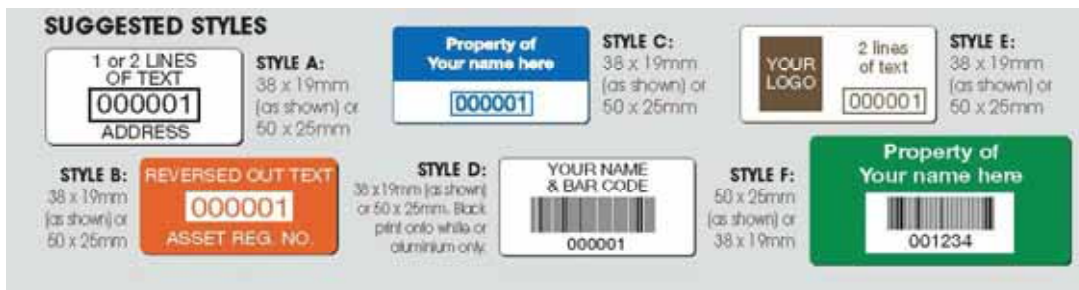 SUGGESTED STYLES
1 or 2 LINES
OF TEXT
000001
ADDRESS
STYLE A:
38 x 19mm
(as shown) or
50 x 25mm
Property of
Your name here
000001
STYLE C:
38 x 19mm
(as shown) or
50 x 25mm
YOUR
LOGO
2 lines
of text
000001
STYLE E:
38 x 19mm
(as shown) or
50 x 25mm
STYLE B:
38 x 19mm
(as shown) or
50 x 25mm
REVERSED OUT TEXT
000001
ASSET REG. NO.
STYLE D:
38 x 19mm (as shown)
or 50 x 25mm. Black
print onto white or
aluminium only.
YOUR NAME
& BAR CODE
000001
STYLE F:
50 x 25mm
(as shown) or
38 x 19mm
Property of
Your name here
001234